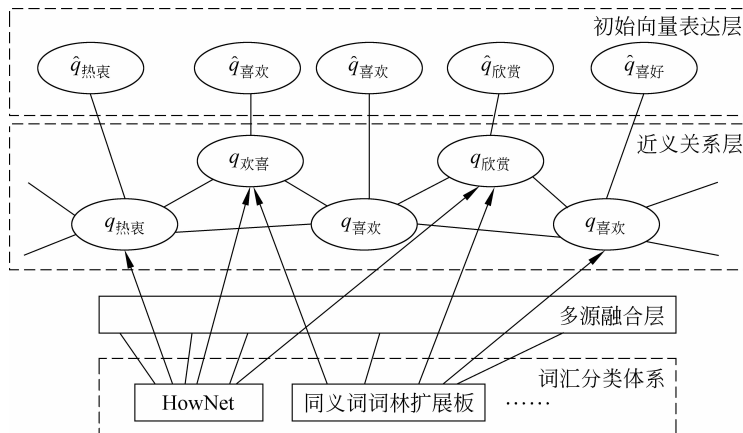 初始向量表达层
q̂热衷
q̂喜欢
q̂喜欢
q̂欣赏
q̂喜好
近义关系层
q欢喜
q欣赏
q热衷
q喜欢
q喜欢
多源融合层
词汇分类体系
HowNet
同义词词林扩展板
……